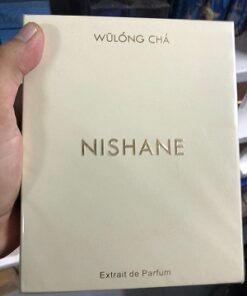 WŪLÓNG CHÁ
NISHANE
Extrait de Parfum